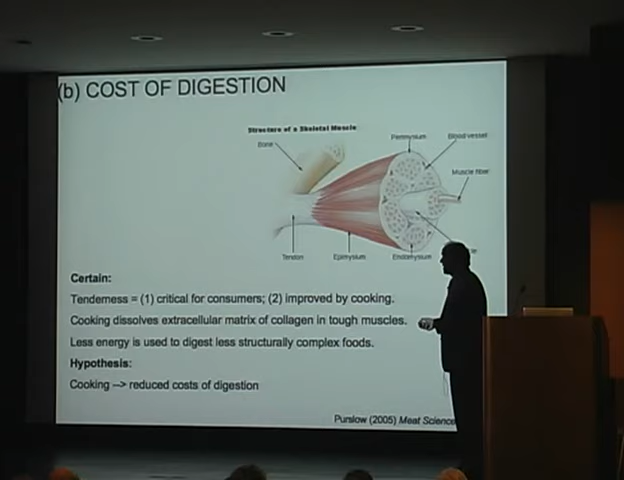 (b) COST OF DIGESTION
Structure of a Skeletal Muscle
Bone
Perimysium
Blood vessel
Muscle fiber
Tendon
Epimysium
Endomysium
Certain:
Tenderness = (1) critical for consumers; (2) improved by cooking.
Cooking dissolves extracellular matrix of collagen in tough muscles.
Less energy is used to digest less structurally complex foods.
Hypothesis:
Cooking --> reduced costs of digestion
Purslow (2005) Meat Science